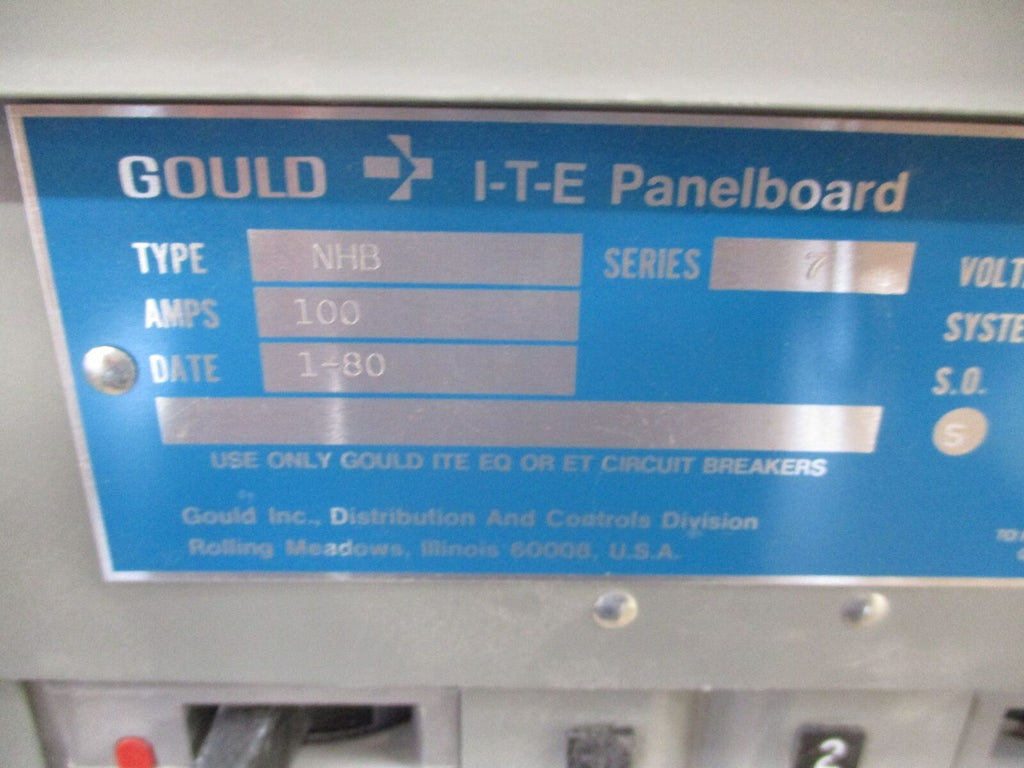 GOULD I-T-E Panelboard
TYPE NHB SERIES 7 VOLT
AMPS 100 SYSTE
DATE 1-80 S.O.
S
USE ONLY GOULD ITE EQ OR ET CIRCUIT BREAKERS
Gould Inc., Distribution And Controls Division
Rolling Meadows, Illinois 60008, U.S.A.
2